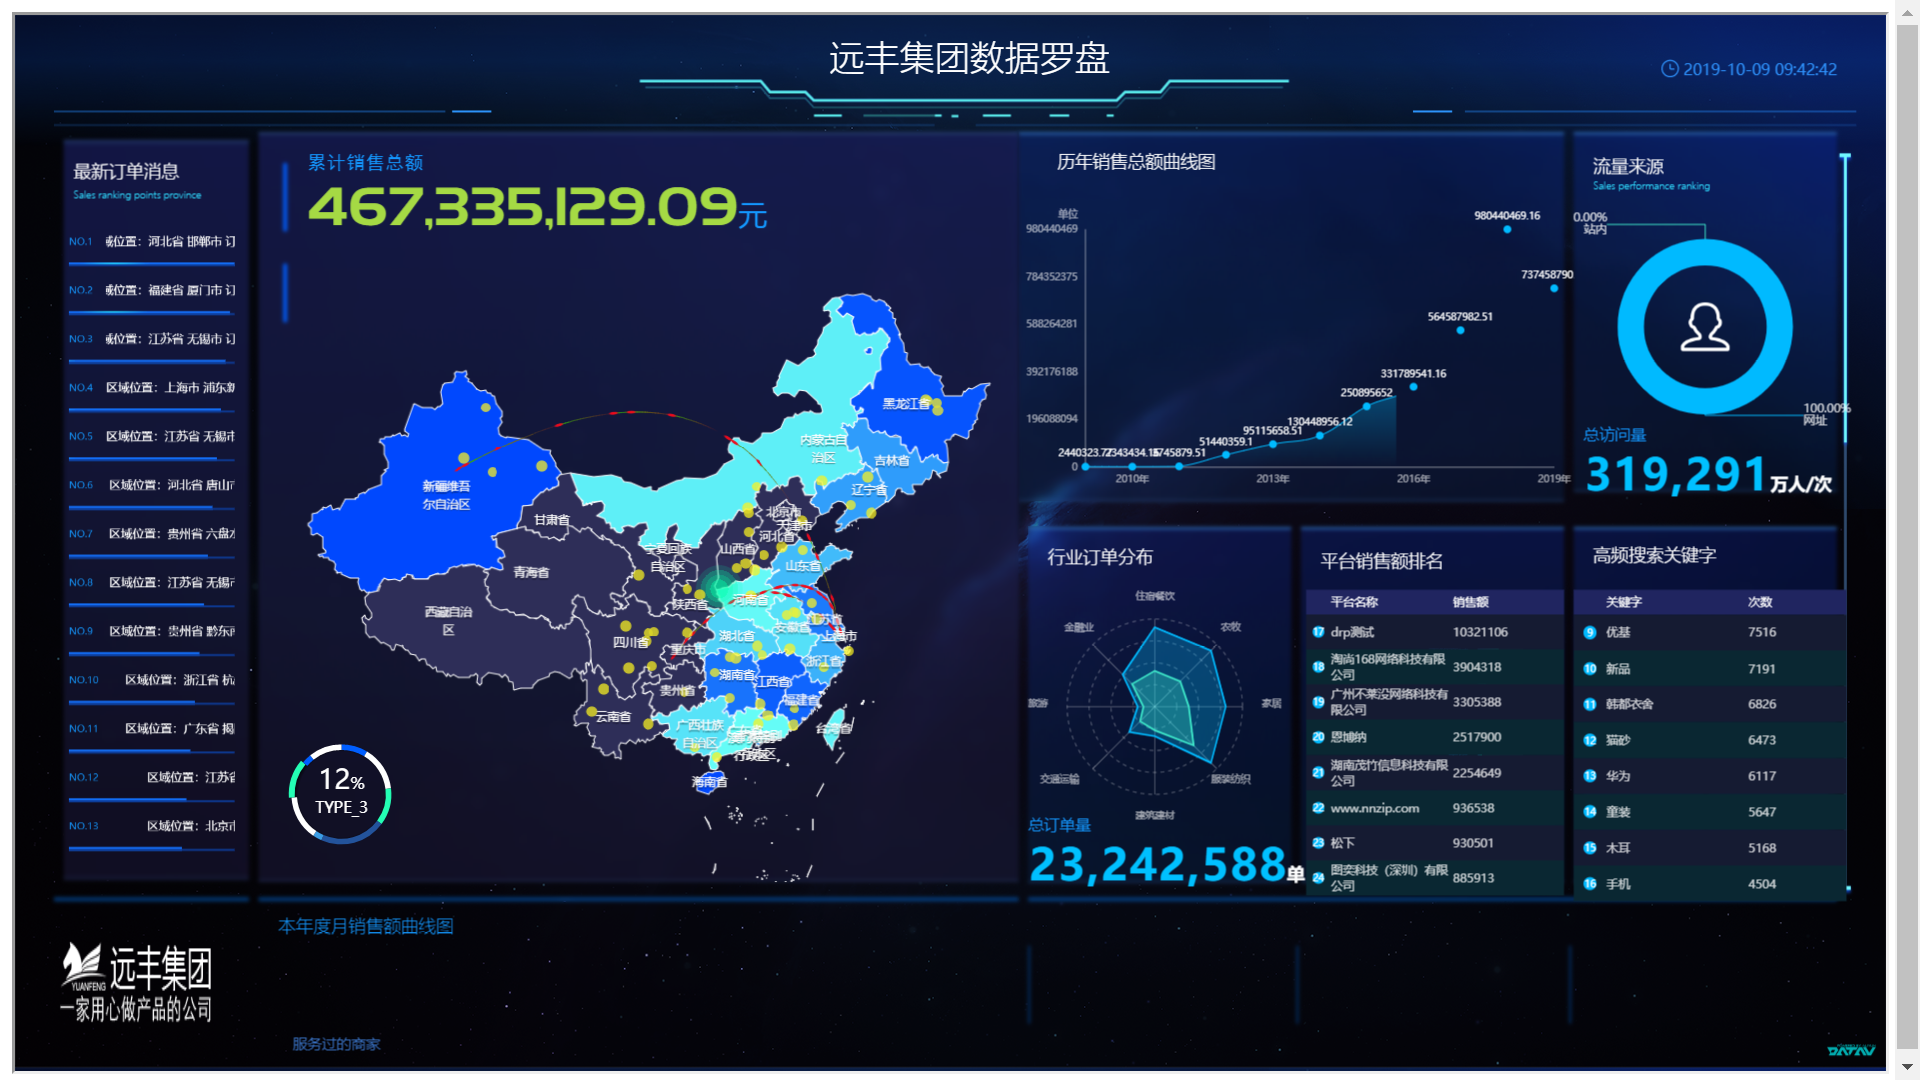 远丰集团数据罗盘
2019-10-09 09:42:42
最新订单消息
Sales ranking points province
NO.1 位置：河北省 邯郸市 订
NO.2 位置：福建省 厦门市 订
NO.3 位置：江苏省 无锡市 订
NO.4 区域位置：上海市 浦东新
NO.5 区域位置：江苏省 无锡市
NO.6 区域位置：河北省 唐山市
NO.7 区域位置：贵州省 六盘水
NO.8 区域位置：江苏省 无锡市
NO.9 区域位置：贵州省 黔东南
NO.10 区域位置：浙江省 杭
NO.11 区域位置：广东省 揭
NO.12 区域位置：江苏省
NO.13 区域位置：北京市
累计销售总额
467,335,129.09元
黑龙江省
内蒙古自
治区
吉林省
辽宁省
新疆维吾
尔自治区
甘肃省
北京市
天津市
河北省
山西省
宁夏回族
自治区
山东省
青海省
陕西省
河南省
西藏自治
区
江苏省
安徽省
上海市
湖北省
四川省
重庆市
浙江省
湖南省
江西省
贵州省
福建省
云南省
广西壮族
自治区
台湾省
行政区
海南省
12%
TYPE_3
历年销售总额曲线图
单位
980440469
784352375
588264281
392176188
196088094
0
2440323.77
2343434.15
51440359.1
95115658.51
130448956.12
250895652
331789541.16
564587982.51
980440469.16
737458790
2010年
2013年
2016年
2019年
流量来源
Sales performance ranking
0.00%
站内
100.00%
网址
总访问量
319,291万人/次
行业订单分布
住宿餐饮
农牧
家居
服装纺织
建筑建材
交通运输
旅游
金融业
总订单量
23,242,588单
平台销售额排名
平台名称 销售额
17 drp测试 10321106
18 淘尚168网络科技有限
公司 3904318
19 广州不莱没网络科技有
限公司 3305388
20 恩博纳 2517900
21 湖南茂竹信息科技有限
公司 2254649
22 www.nnzip.com 936538
23 松下 930501
24 图奕科技（深圳）有限
公司 885913
高频搜索关键字
关键字 次数
9 优基 7516
10 新品 7191
11 韩都衣舍 6826
12 猫砂 6473
13 华为 6117
14 童装 5647
15 木耳 5168
16 手机 4504
本年度月销售额曲线图
YUANFENG
远丰集团
一家用心做产品的公司
服务过的商家
DATAV